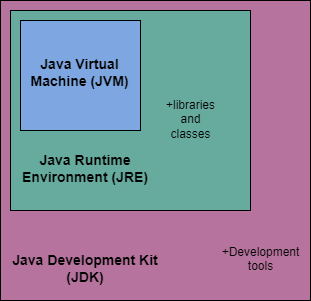 Java Virtual
Machine (JVM)
+libraries
and
classes
Java Runtime
Environment (JRE)
Java Development Kit
(JDK)
+Development
tools